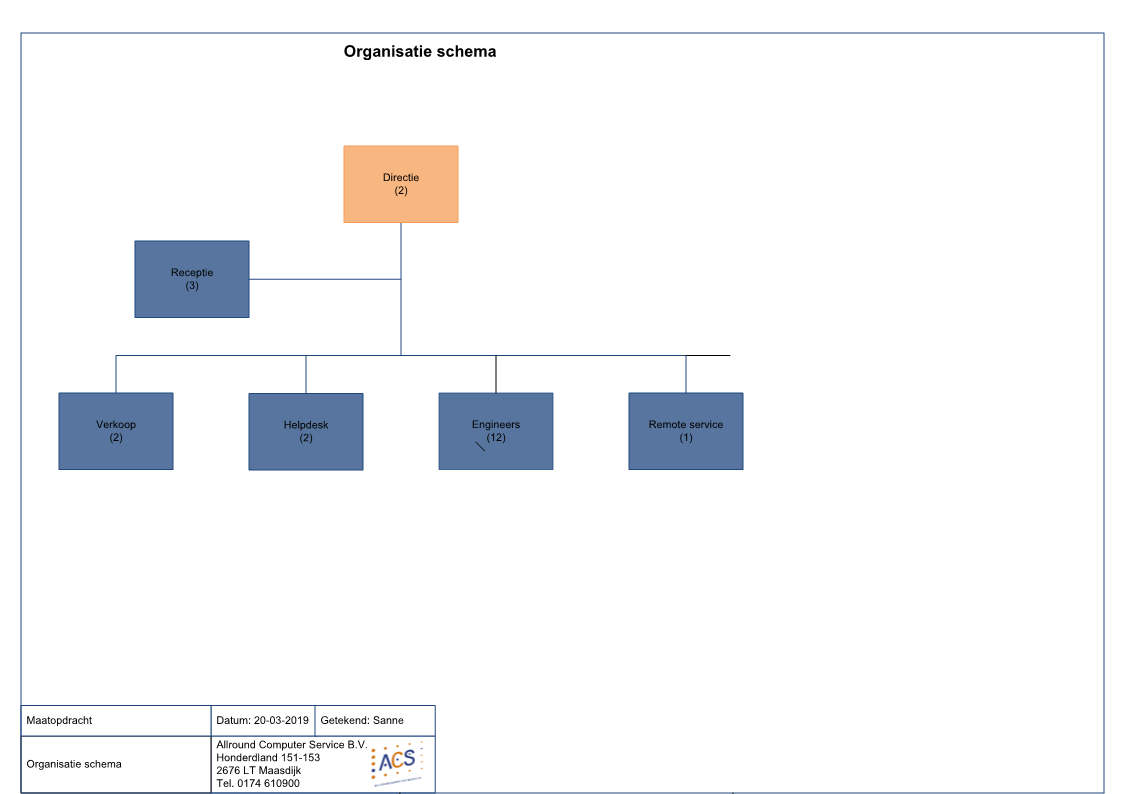 Organisatie schema
Directie
(2)
Receptie
(3)
Verkoop
(2)
Helpdesk
(2)
Engineers
(12)
Remote service
(1)
Maatopdracht
Datum: 20-03-2019
Getekend: Sanne
Organisatie schema
Allround Computer Service B.V.
Honderdland 151-153
2676 LT Maasdijk
Tel. 0174 610900
ACS